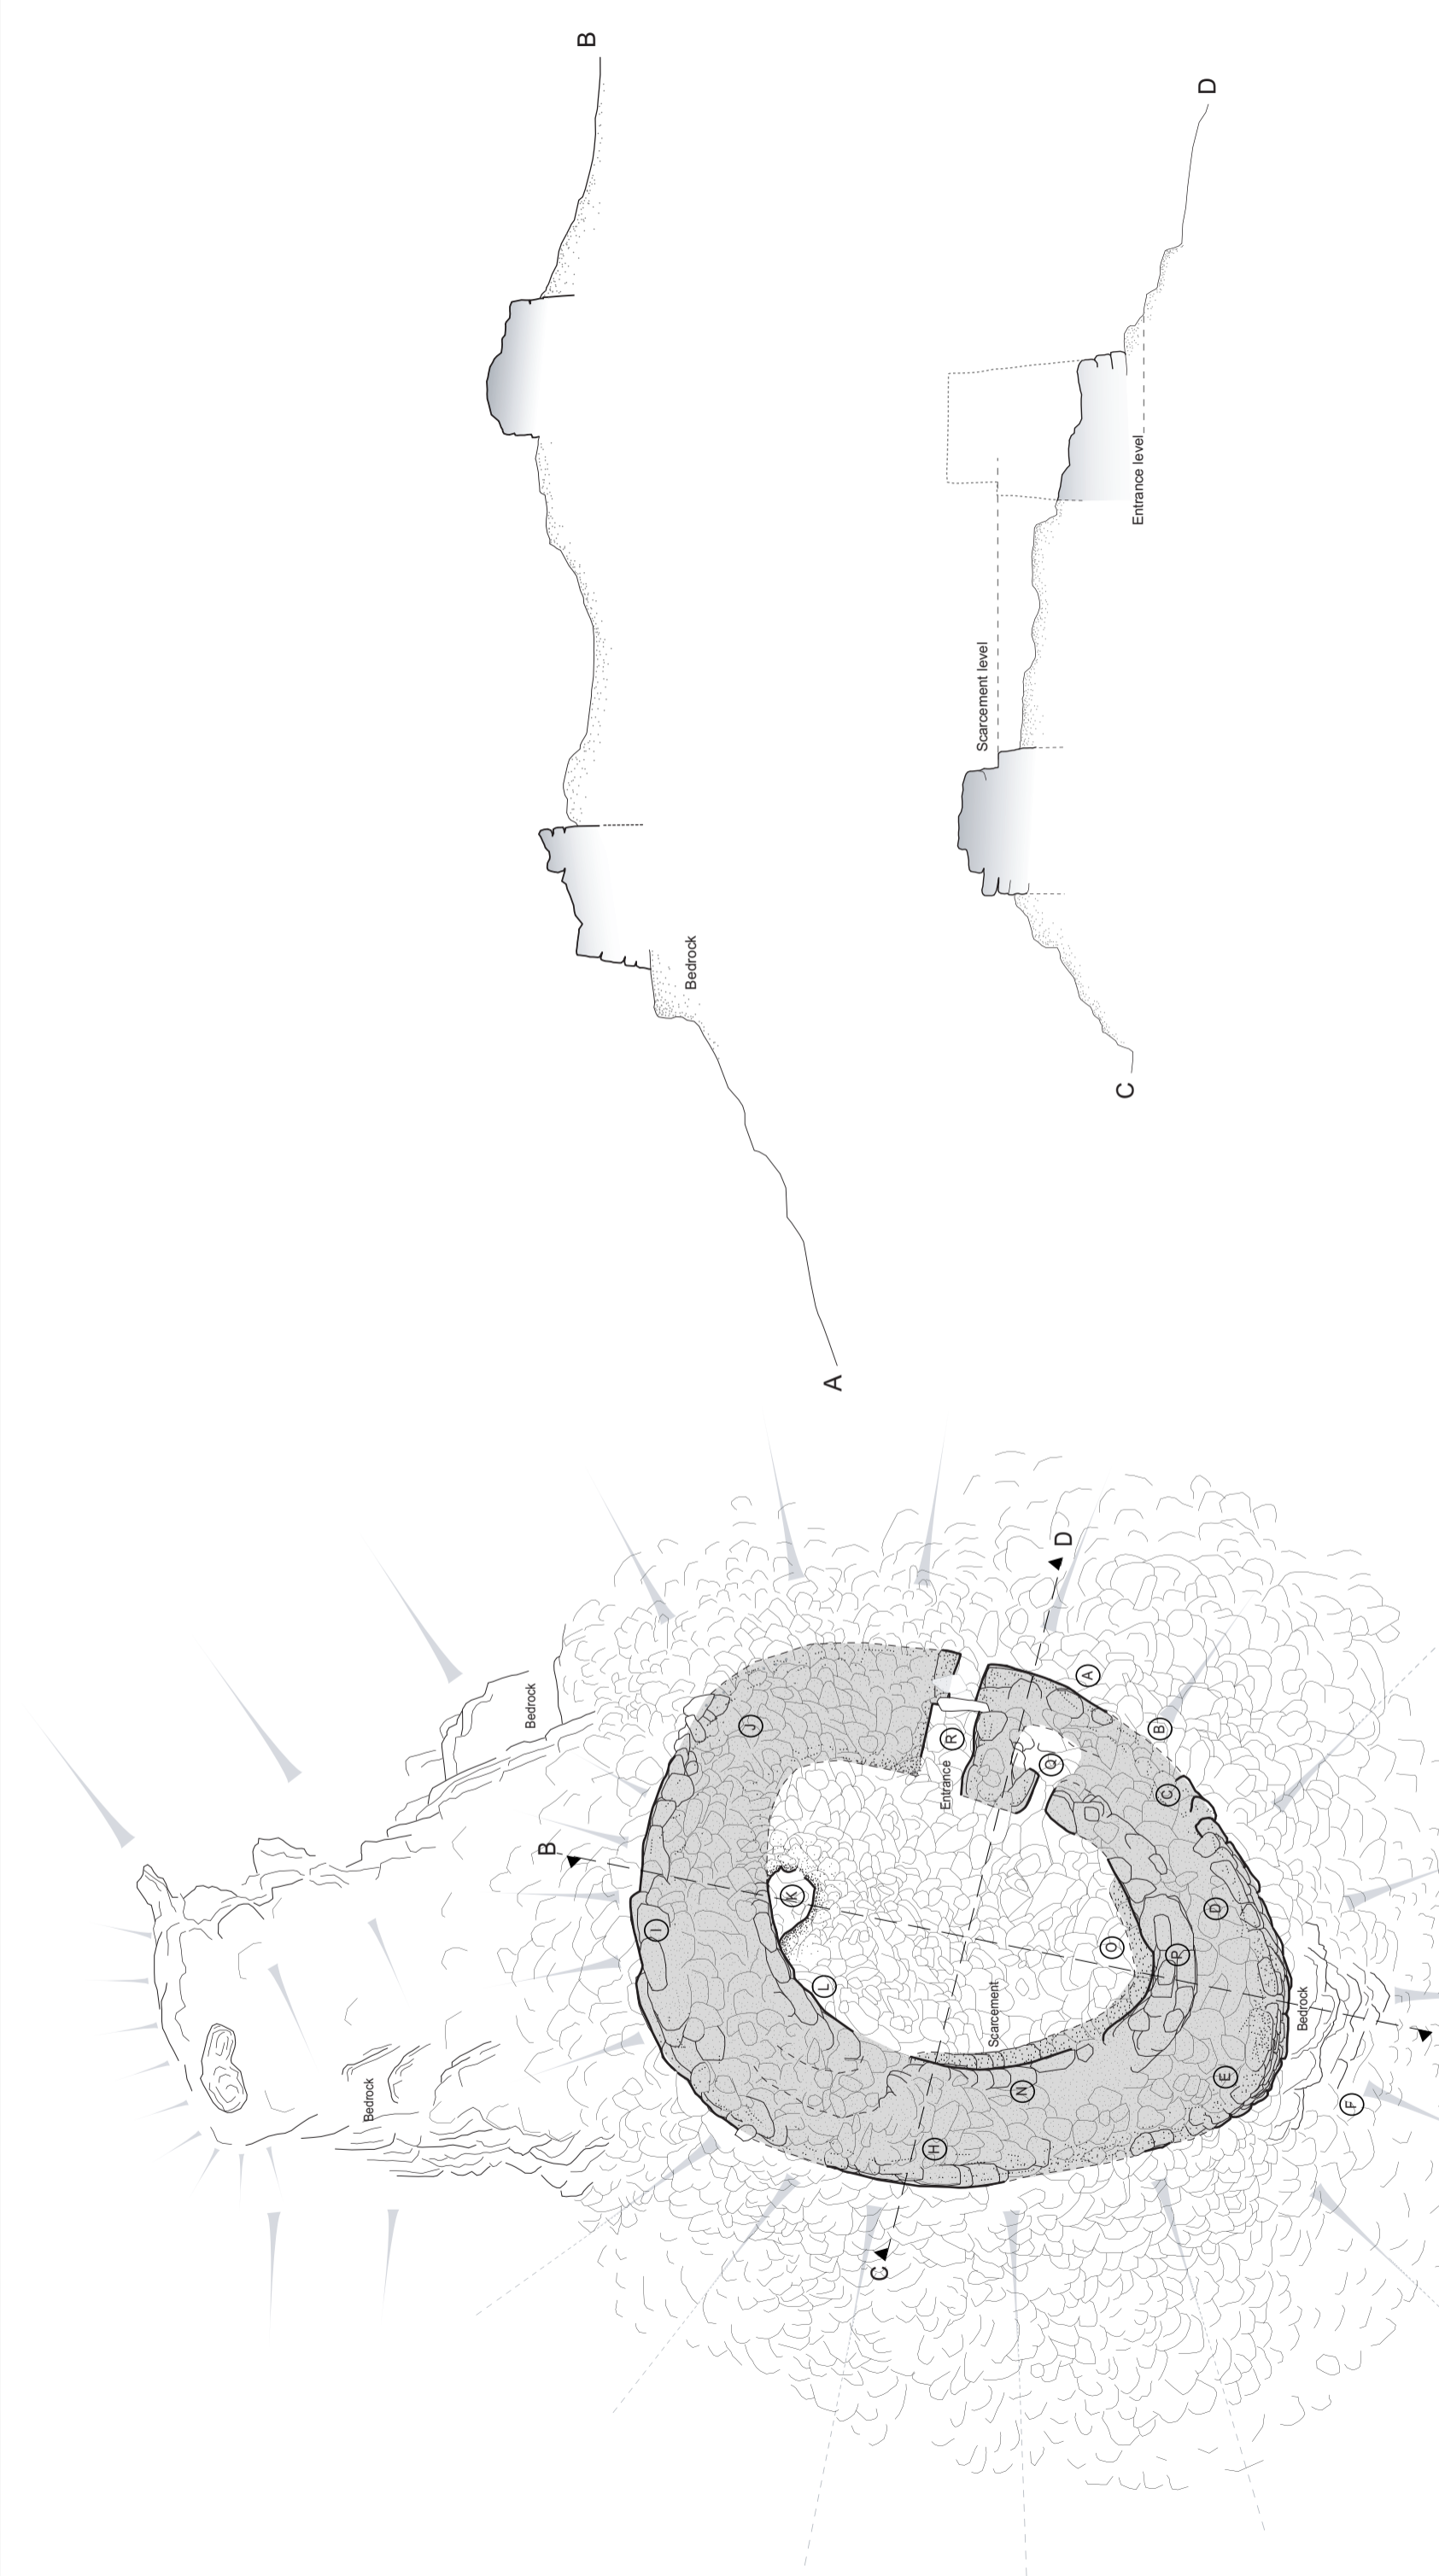 B
D
Entrance level
Scarcement level
Bedrock
C
A
Bedrock
Bedrock
B
D
A
B
C
D
E
F
H
I
J
K
L
N
O
P
Q
R
Entrance
Scarcement
Bedrock
C